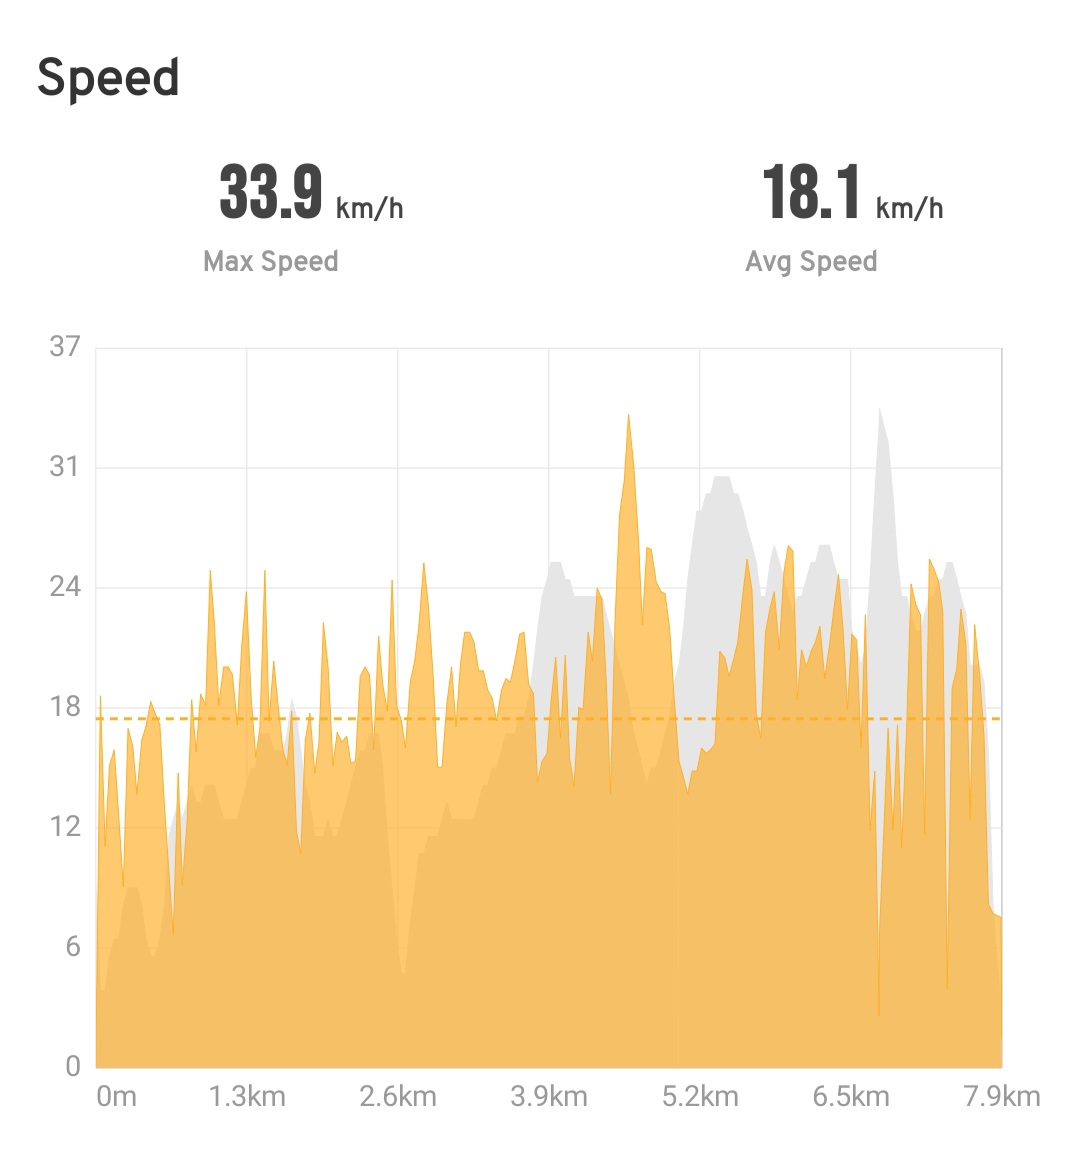 Speed
33.9 km/h
Max Speed
18.1 km/h
Avg Speed
37
31
24
18
12
6
0
0m 1.3km 2.6km 3.9km 5.2km 6.5km 7.9km